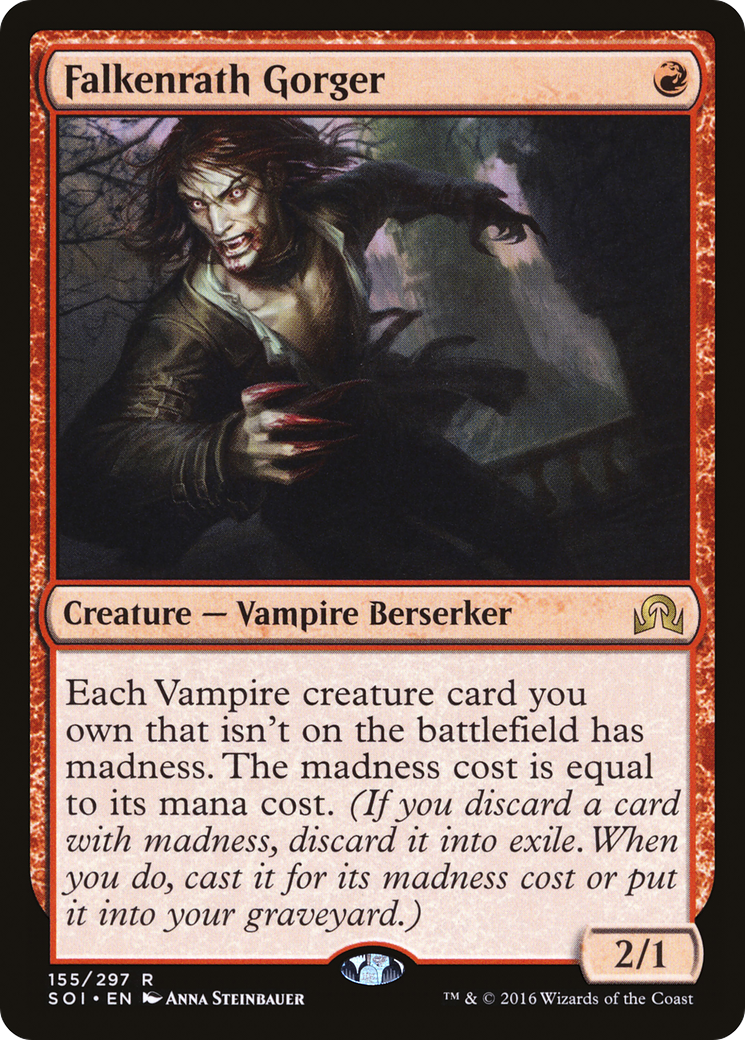 Falkenrath Gorger
Creature — Vampire Berserker
Each Vampire creature card you
own that isn't on the battlefield has
madness. The madness cost is equal
to its mana cost. (If you discard a card
with madness, discard it into exile. When
you do, cast it for its madness cost or put
it into your graveyard.)
2/1
155/297 R
SOI • EN Anna Steinbauer
™ & © 2016 Wizards of the Coast